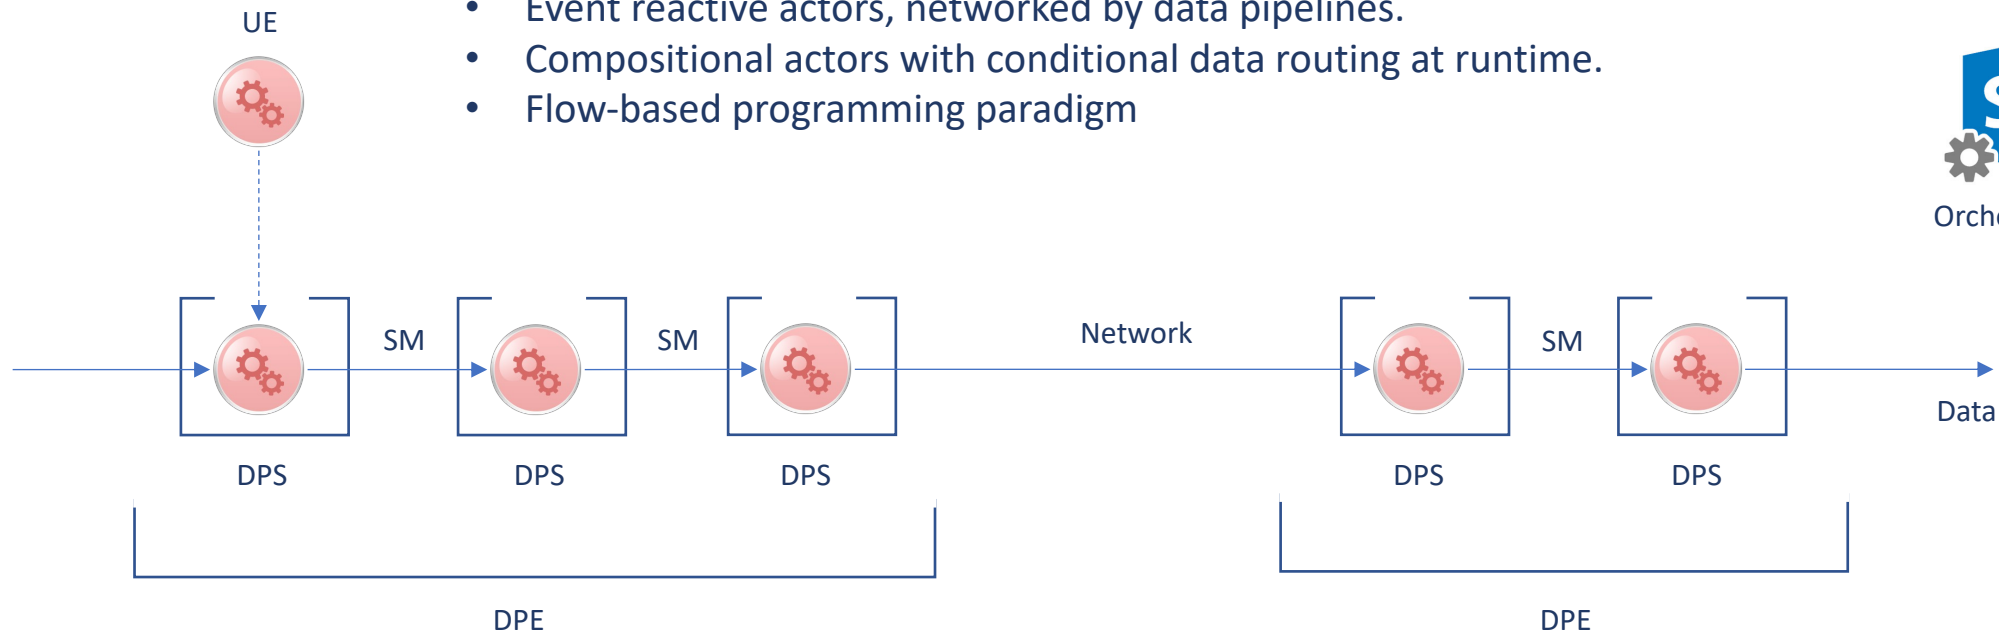 UE
• Event reactive actors, networked by data pipelines.
• Compositional actors with conditional data routing at runtime.
• Flow-based programming paradigm
SM
SM
Network
SM
Data
DPS
DPS
DPS
DPS
DPS
DPE
DPE